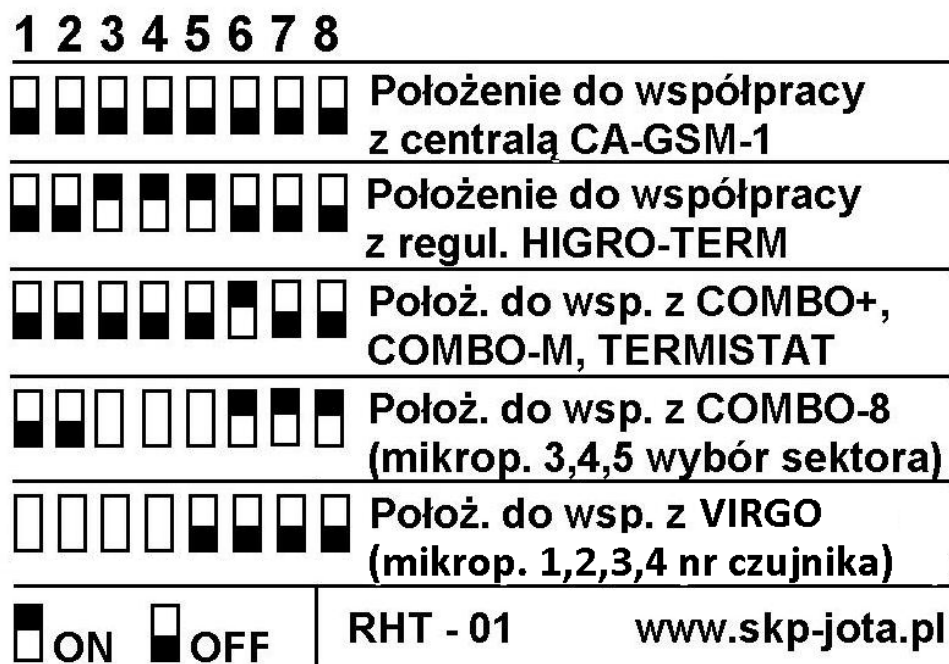 1 2 3 4 5 6 7 8
Położenie do współpracy
z centralą CA-GSM-1
Położenie do współpracy
z regul. HIGRO-TERM
Położ. do wsp. z COMBO+,
COMBO-M, TERMISTAT
Położ. do wsp. z COMBO-8
(mikrop. 3,4,5 wybór sektora)
Położ. do wsp. z VIRGO
(mikrop. 1,2,3,4 nr czujnika)
ON OFF RHT - 01 www.skp-jota.pl